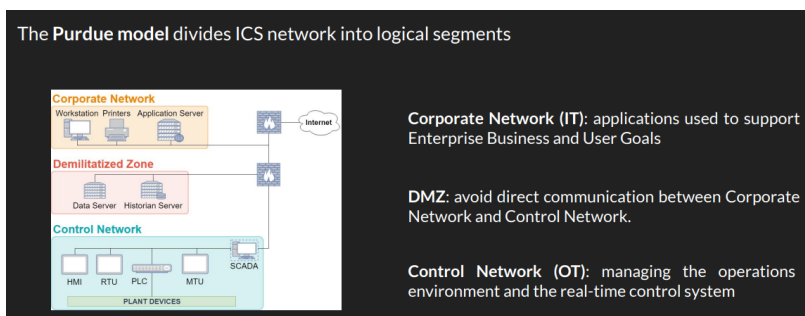 The Purdue model divides ICS network into logical segments
Corporate Network
Workstation Printers Application Server
Internet
Demilitatized Zone
Data Server Historian Server
Control Network
SCADA
HMI RTU PLC MTU
PLANT DEVICES
Corporate Network (IT): applications used to support
Enterprise Business and User Goals
DMZ: avoid direct communication between Corporate
Network and Control Network.
Control Network (OT): managing the operations
environment and the real-time control system